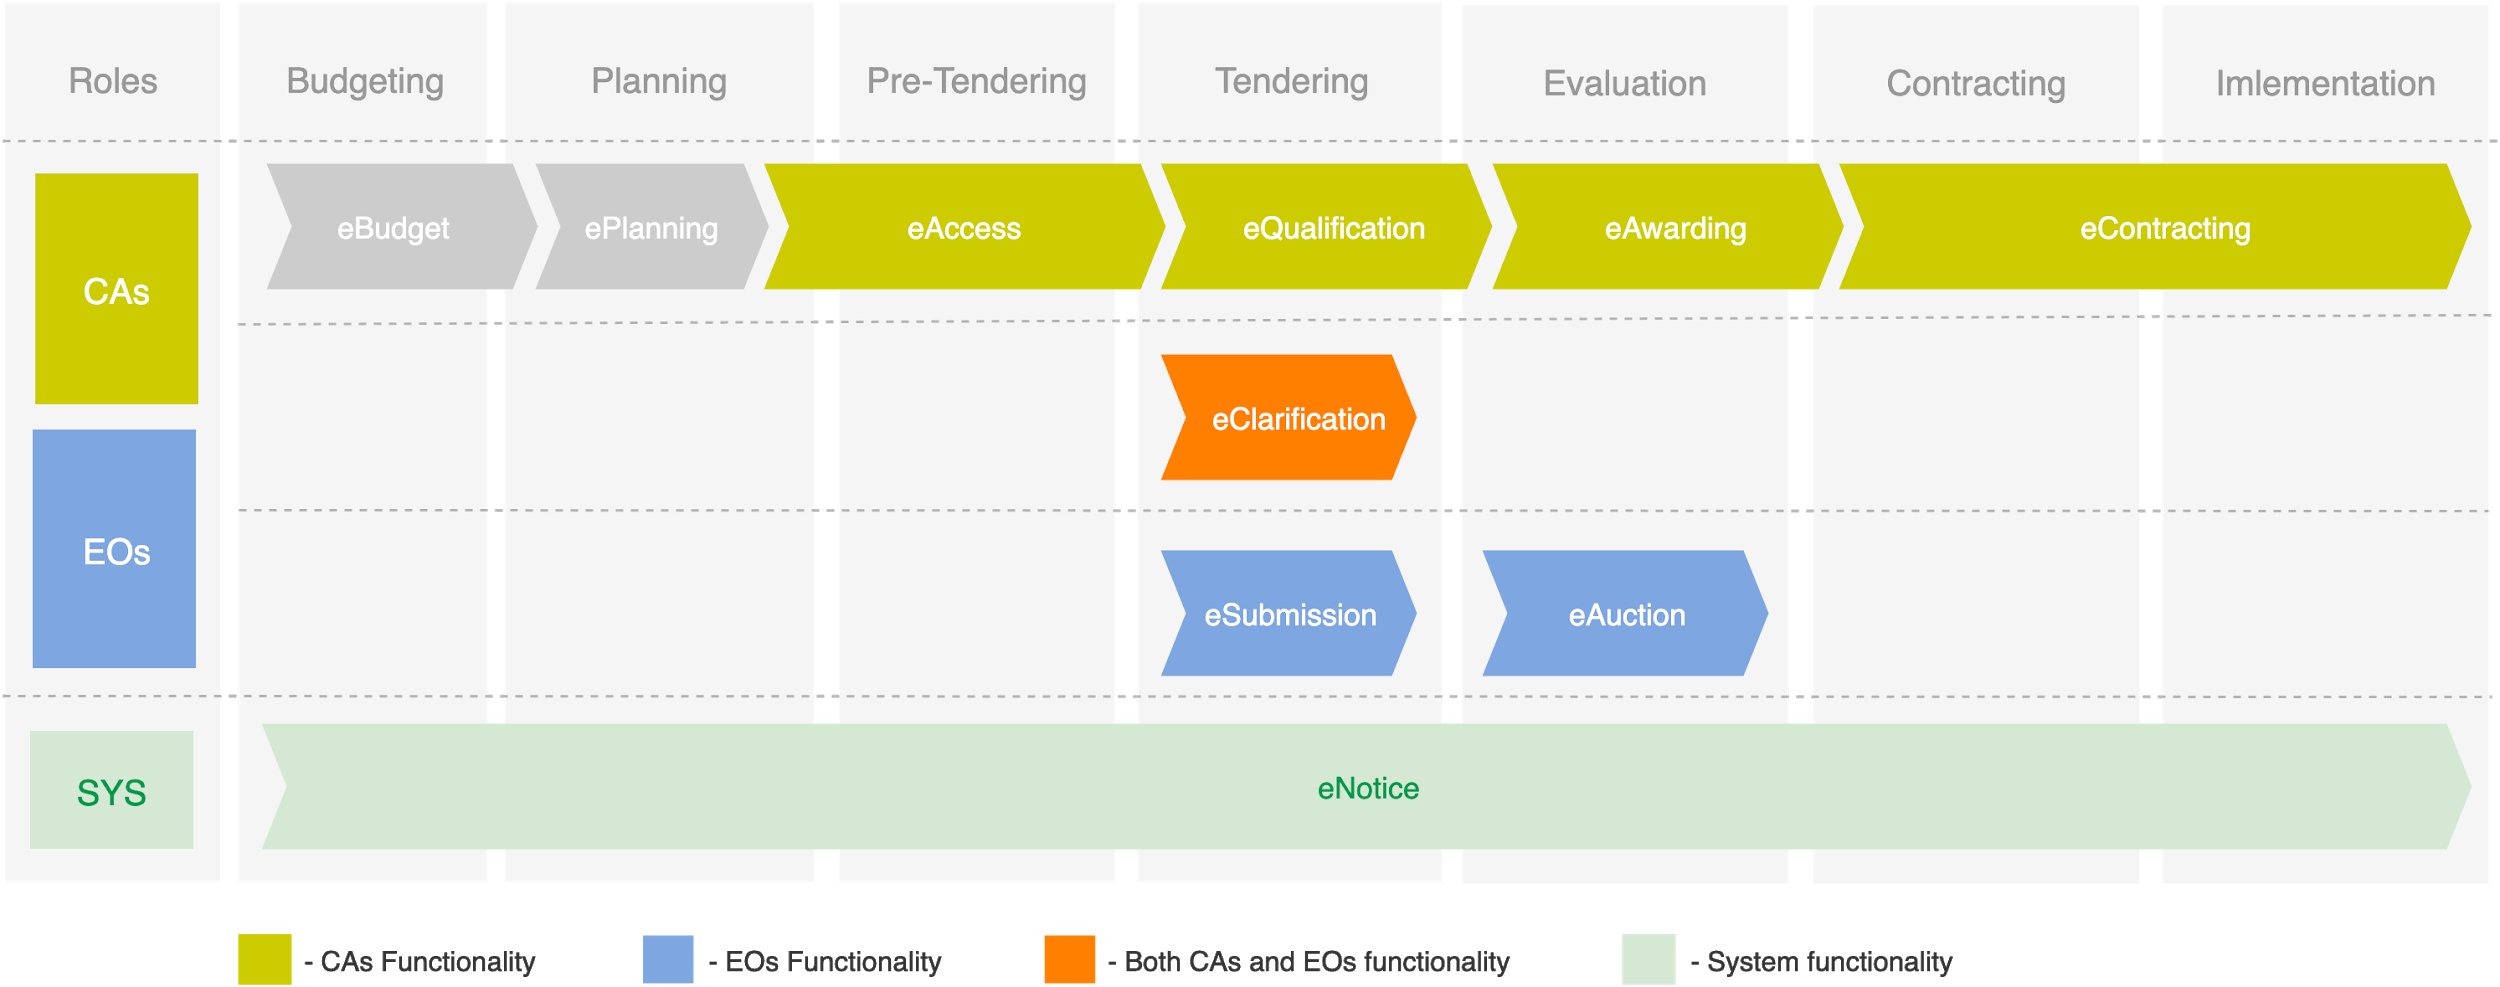 Roles
Budgeting
Planning
Pre-Tendering
Tendering
Evaluation
Contracting
Imlementation
CAs
eBudget
ePlanning
eAccess
eQualification
eAwarding
eContracting
eClarification
EOs
eSubmission
eAuction
SYS
eNotice
- CAs Functionality
- EOs Functionality
- Both CAs and EOs functionality
- System functionality